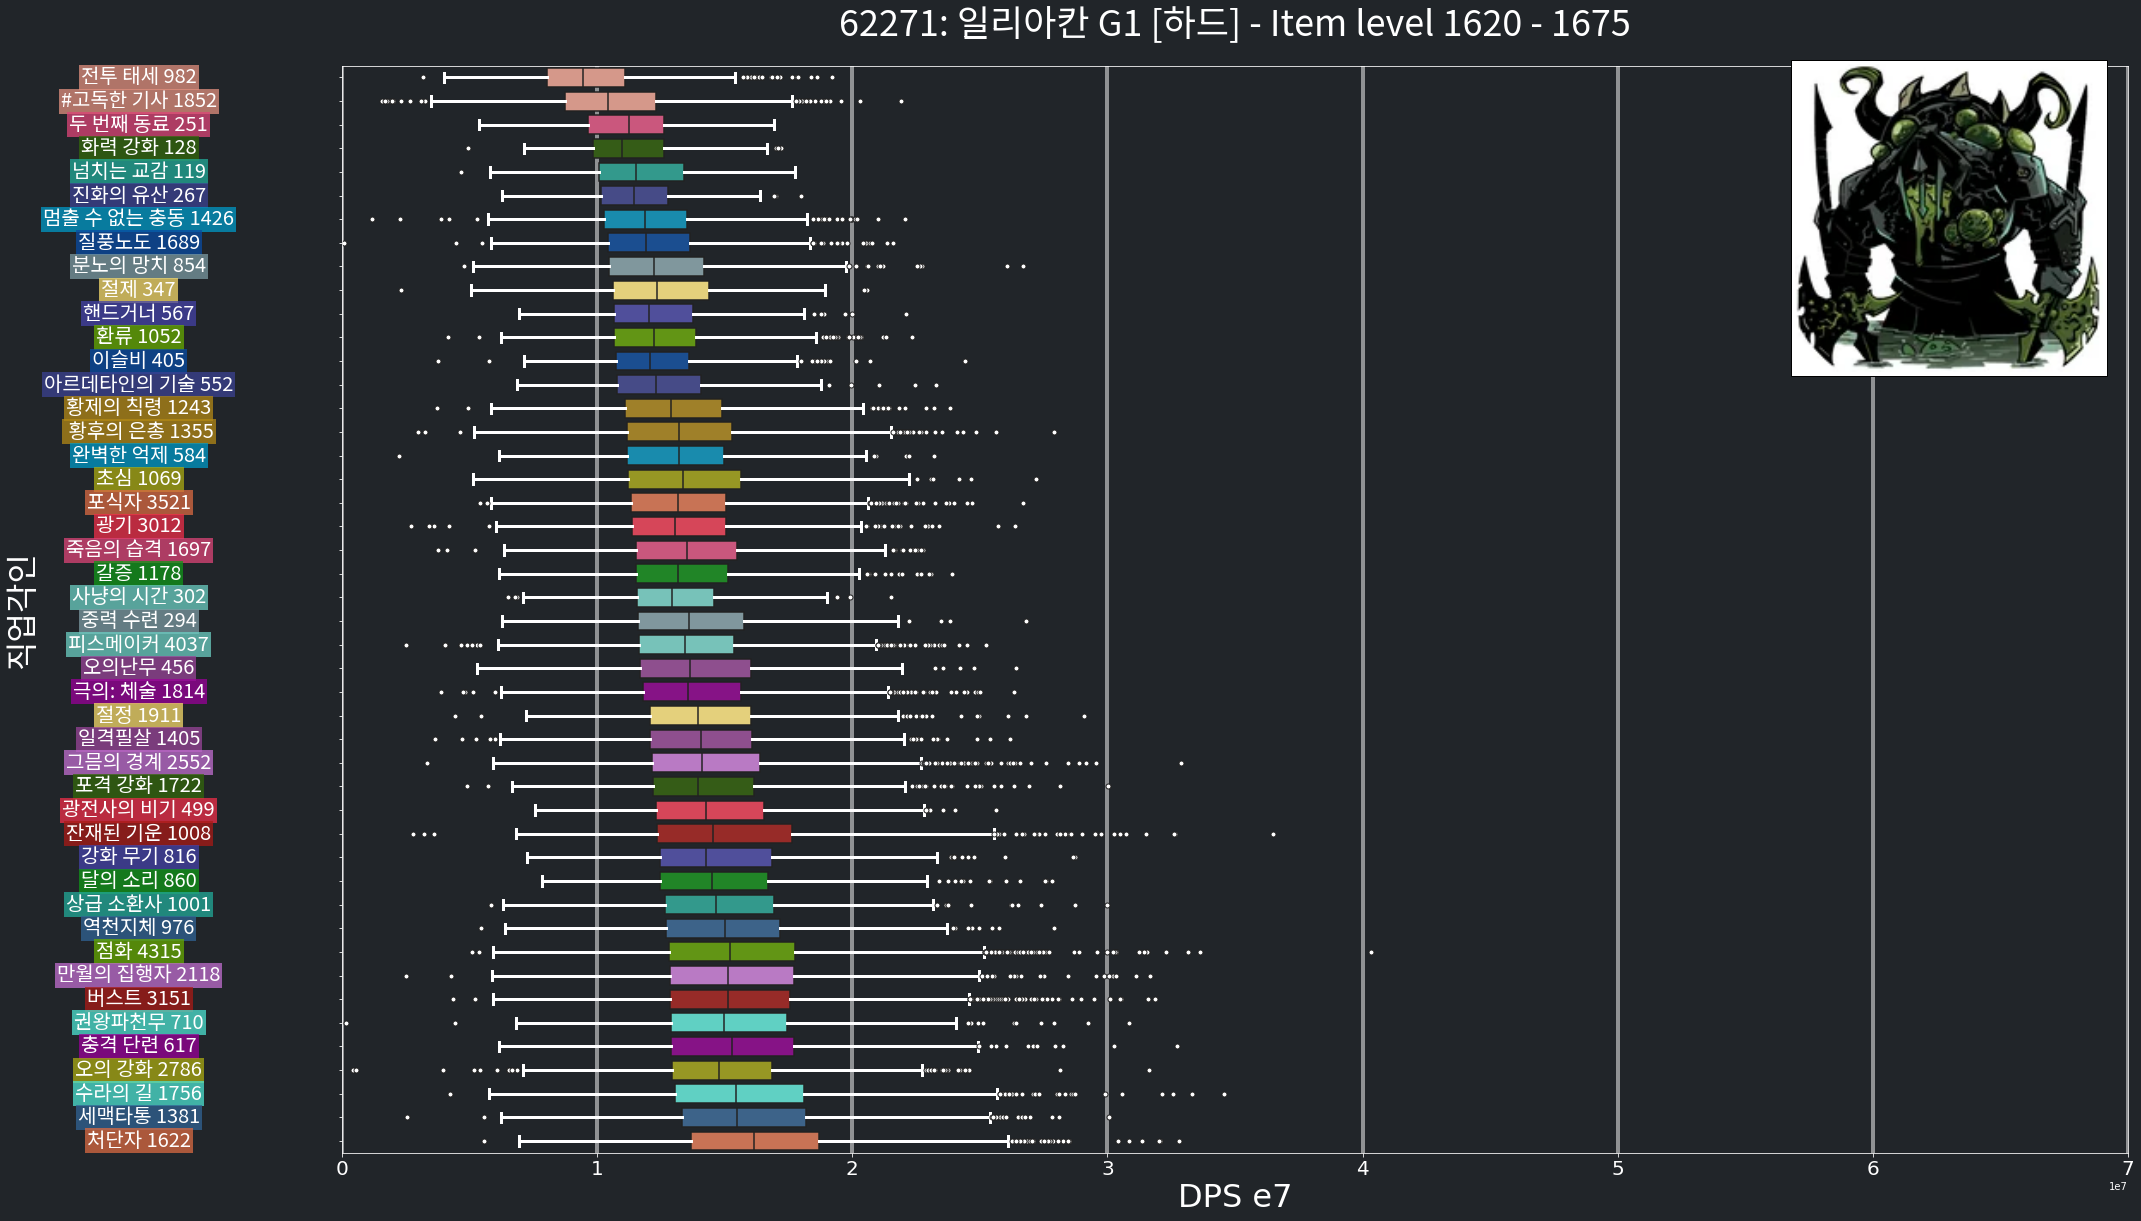 62271: 일리아칸 G1 [하드] - Item level 1620 - 1675
전투 태세 982
#고독한 기사 1852
두 번째 동료 251
화력 강화 128
넘치는 교감 119
진화의 유산 267
멈출 수 없는 충동 1426
질풍노도 1689
분노의 망치 854
절제 347
핸드거너 567
환류 1052
이슬비 405
아르데타인의 기술 552
황제의 칙령 1243
황후의 은총 1355
완벽한 억제 584
초심 1069
포식자 3521
광기 3012
죽음의 습격 1697
갈증 1178
사냥의 시간 302
중력 수련 294
피스메이커 4037
오의난무 456
극의: 체술 1814
절정 1911
일격필살 1405
그믐의 경계 2552
포격 강화 1722
광전사의 비기 499
잔재된 기운 1008
강화 무기 816
달의 소리 860
상급 소환사 1001
역천지체 976
점화 4315
만월의 집행자 2118
버스트 3151
권왕파천무 710
충격 단련 617
오의 강화 2786
수라의 길 1756
세맥타통 1381
처단자 1622
직업각인
0 1 2 3 4 5 6 7
DPS e7
1e7